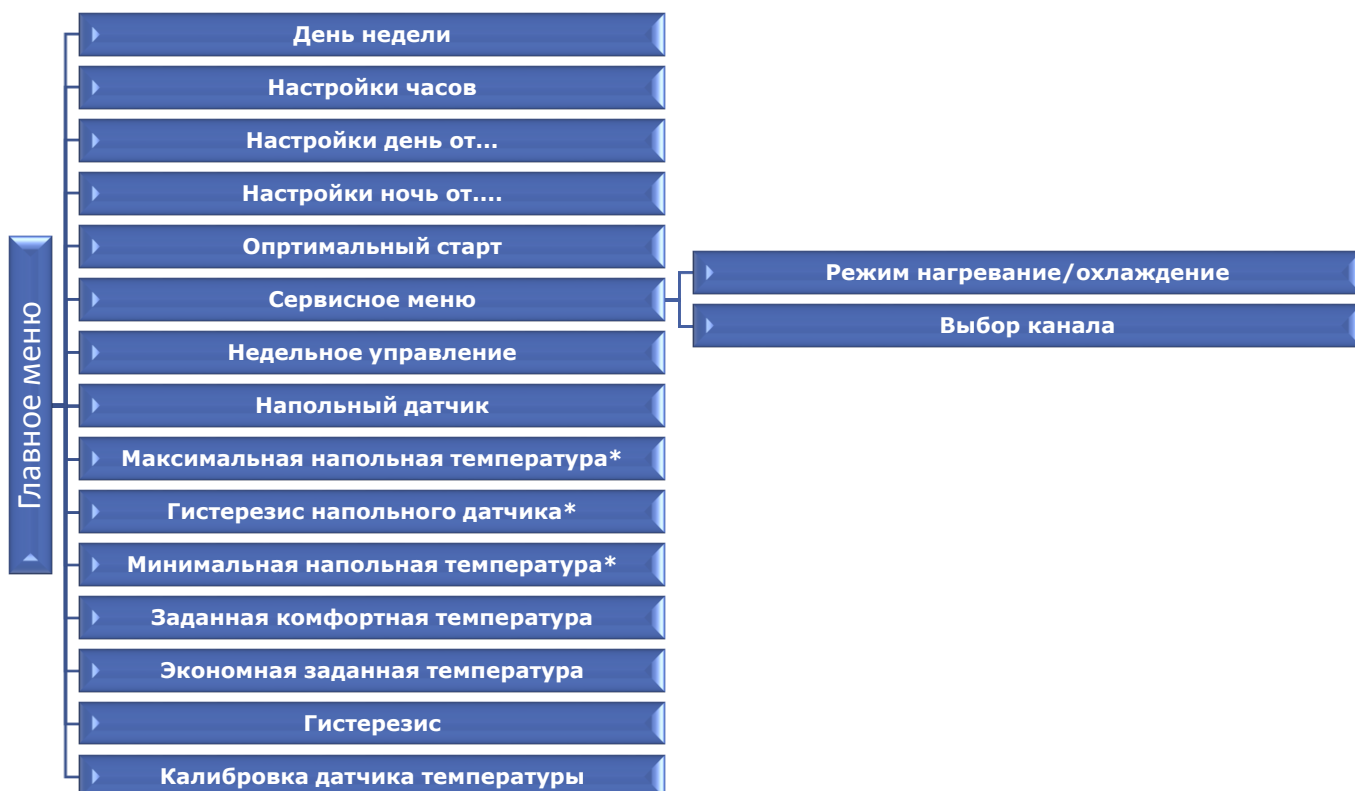 Главное меню
День недели
Настройки часов
Настройки день от...
Настройки ночь от....
Опртимальный старт
Сервисное меню
Режим нагревание/охлаждение
Выбор канала
Недельное управление
Напольный датчик
Максимальная напольная температура*
Гистерезис напольного датчика*
Минимальная напольная температура*
Заданная комфортная температура
Экономная заданная температура
Гистерезис
Калибровка датчика температуры